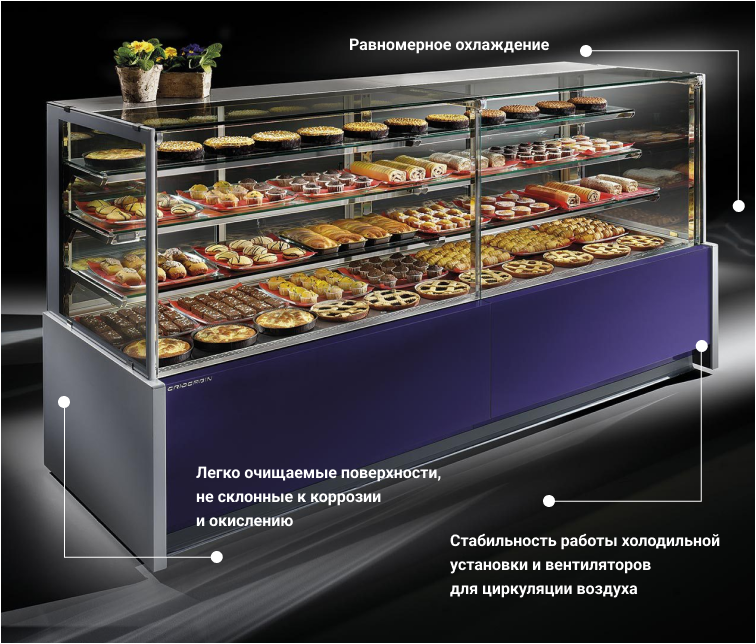 Равномерное охлаждение
CRIOCABIN
Легко очищаемые поверхности,
не склонные к коррозии
и окислению
Стабильность работы холодильной
установки и вентиляторов
для циркуляции воздуха